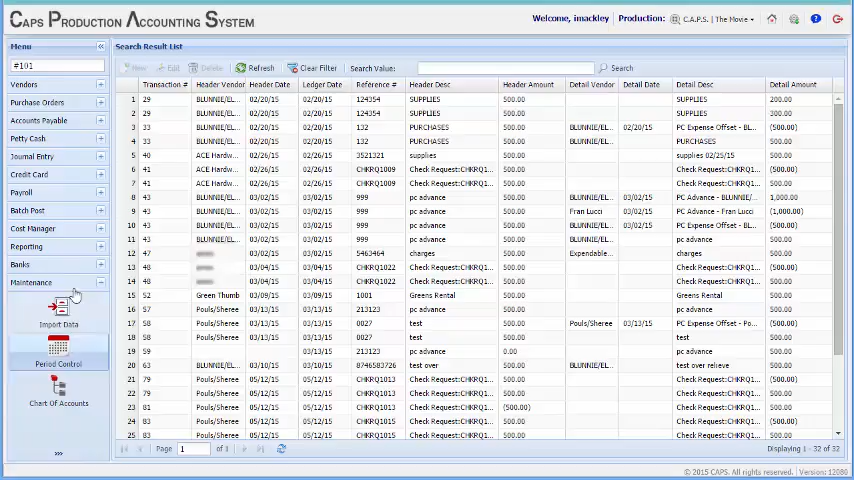 CAPS PRODUCTION ACCOUNTING SYSTEM
Welcome, imackley Production: C.A.P.S. | The Movie
Menu
#101
Vendors
Purchase Orders
Accounts Payable
Petty Cash
Journal Entry
Credit Card
Payroll
Batch Post
Cost Manager
Reporting
Banks
Maintenance
Import Data
Period Control
Chart Of Accounts
Search Result List
New Edit Delete Refresh Clear Filter Search Value: Search
Transaction # Header Vendor Header Date Ledger Date Reference # Header Desc Header Amount Detail Vendor Detail Date Detail Desc Detail Amount
1 29 BLUNNIE/EL... 02/20/15 02/20/15 124354 SUPPLIES 500.00 SUPPLIES 200.00
2 29 BLUNNIE/EL... 02/20/15 02/20/15 124354 SUPPLIES 500.00 SUPPLIES 300.00
3 33 BLUNNIE/EL... 02/20/15 02/20/15 132 PURCHASES 500.00 BLUNNIE/EL... 02/20/15 PC Expense Offset - BL... (500.00)
4 33 BLUNNIE/EL... 02/20/15 02/20/15 132 PURCHASES 500.00 BLUNNIE/EL... PURCHASES 500.00
5 40 ACE Hardw... 02/26/15 02/26/15 3521321 supplies 500.00 supplies 02/25/15 500.00
6 41 ACE Hardw... 02/26/15 02/26/15 CHKRQ1009 Check Request:CHKRQ1... 500.00 Check Request:CHKRQ1... (500.00)
7 41 ACE Hardw... 02/26/15 02/26/15 CHKRQ1009 Check Request:CHKRQ1... 500.00 Check Request:CHKRQ1... 500.00
8 43 BLUNNIE/EL... 03/02/15 03/02/15 999 pc advance 500.00 BLUNNIE/EL... 03/02/15 PC Advance - BLUNNIE/... 1,000.00
9 43 BLUNNIE/EL... 03/02/15 03/02/15 999 pc advance 500.00 Fran Lucci 03/02/15 PC Advance - Fran Lucci (1,000.00)
10 43 BLUNNIE/EL... 03/02/15 03/02/15 999 pc advance 500.00 BLUNNIE/EL... 03/02/15 PC Expense Offset - BL... (500.00)
11 43 BLUNNIE/EL... 03/02/15 03/02/15 999 pc advance 500.00 BLUNNIE/EL... pc advance 500.00
12 47 03/02/15 03/02/15 5463464 charges 500.00 Expendable... charges 500.00
13 48 03/04/15 03/04/15 CHKRQ1022 Check Request:CHKRQ1... 500.00 Check Request:CHKRQ1... (500.00)
14 48 03/04/15 03/04/15 CHKRQ1022 Check Request:CHKRQ1... 500.00 Check Request:CHKRQ1... 500.00
15 52 Green Thumb 03/09/15 03/09/15 1001 Greens Rental 500.00 Greens Rental 500.00
16 57 Pouls/Sheree 03/13/15 03/13/15 213123 pc advance 500.00 pc advance 500.00
17 58 Pouls/Sheree 03/13/15 03/13/15 0027 test 500.00 Pouls/Sheree 03/13/15 PC Expense Offset - Po... (500.00)
18 58 Pouls/Sheree 03/13/15 03/13/15 0027 test 500.00 test 500.00
19 59 03/13/15 03/13/15 213123 pc advance 0.00 pc advance 500.00
20 63 BLUNNIE/EL... 03/10/15 03/10/15 8746583726 test over 500.00 BLUNNIE/EL... test over relieve 500.00
21 79 Pouls/Sheree 05/12/15 05/12/15 CHKRQ1013 Check Request:CHKRQ1... 500.00 Check Request:CHKRQ1... (500.00)
22 79 Pouls/Sheree 05/12/15 05/12/15 CHKRQ1013 Check Request:CHKRQ1... 500.00 Check Request:CHKRQ1... 500.00
23 81 Pouls/Sheree 05/12/15 05/12/15 CHKRQ1013 Check Request:CHKRQ1... (500.00) Check Request:CHKRQ1... 500.00
24 83 Pouls/Sheree 05/12/15 05/12/15 CHKRQ1015 Check Request:CHKRQ1... 500.00 Check Request:CHKRQ1... (500.00)
25 83 Pouls/Sheree 05/12/15 05/12/15 CHKRQ1015 Check Request:CHKRQ1... 500.00 Check Request:CHKRQ1... 500.00
Page 1 of 1 Displaying 1 - 32 of 32
© 2015 CAPS. All rights reserved. | Version: 12080